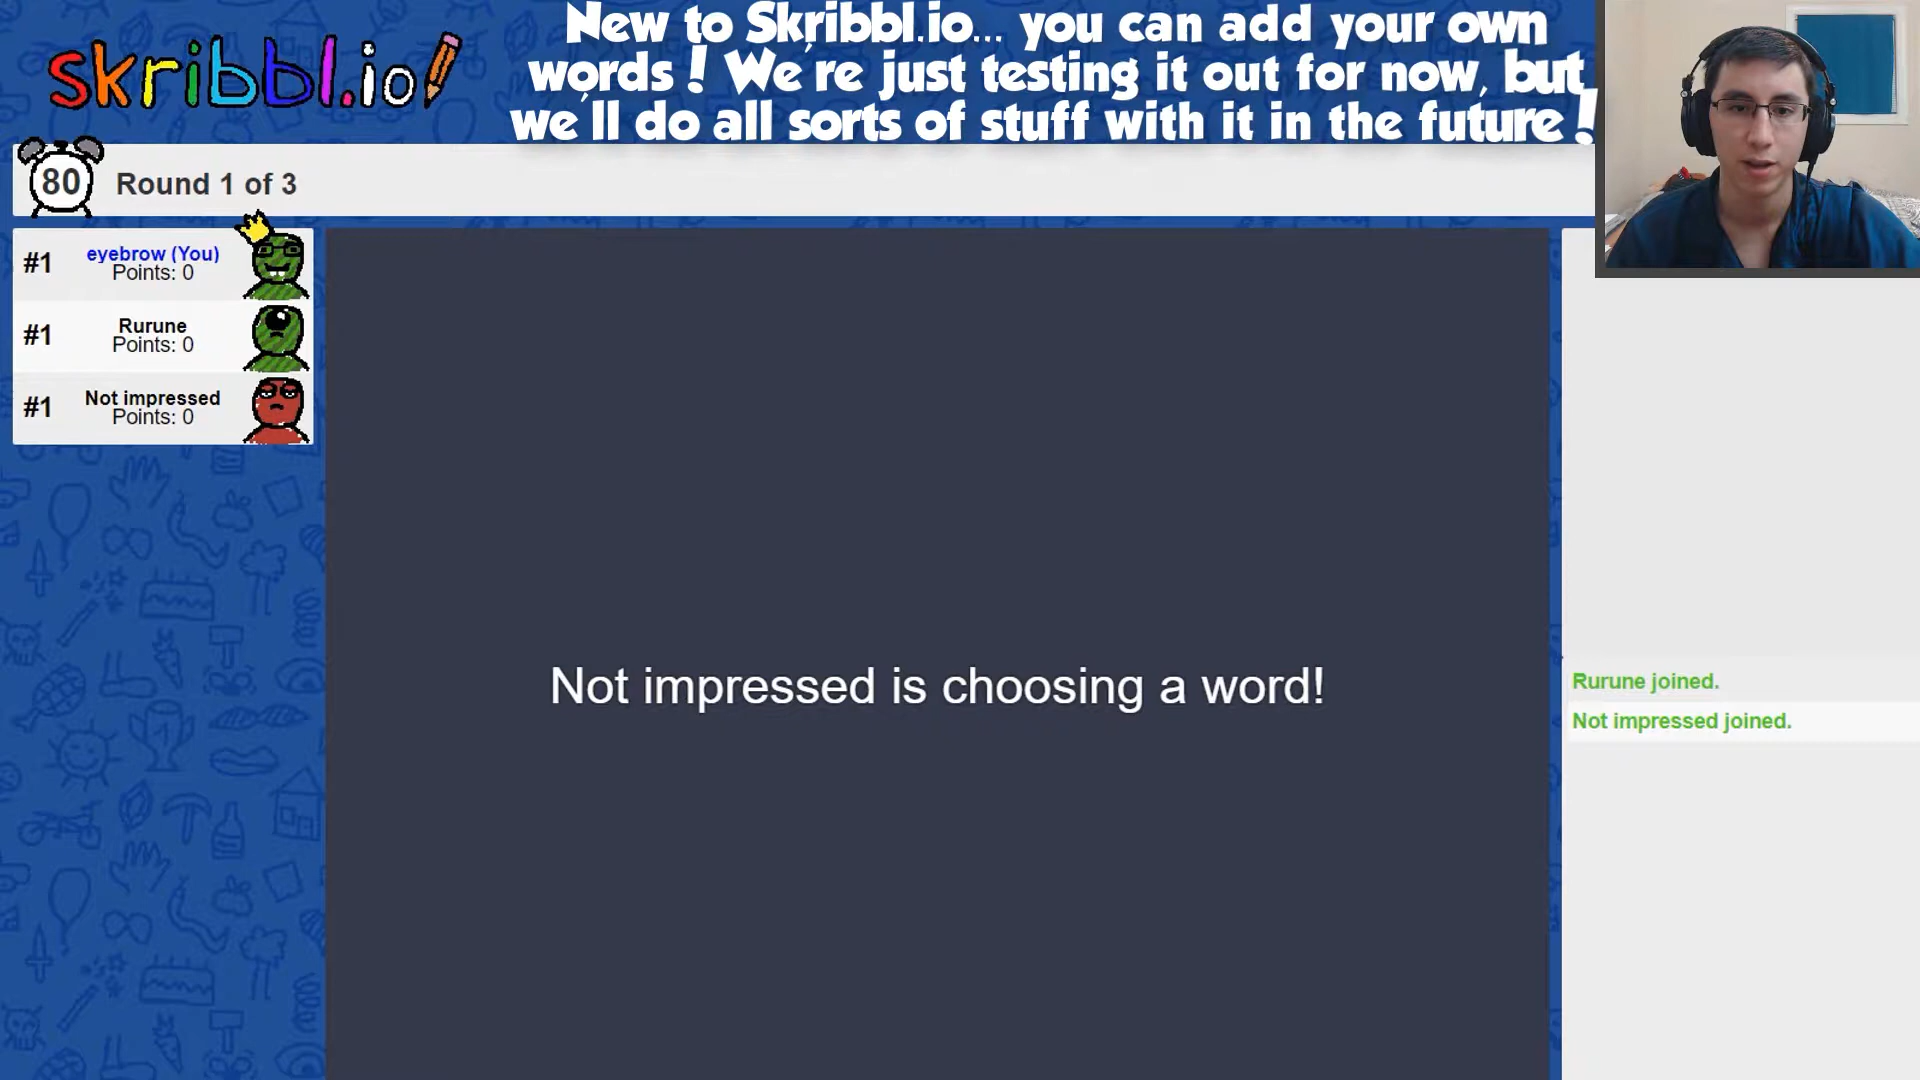 skribbl.io
New to Skribbl.io... you can add your own
words! We're just testing it out for now, but
we'll do all sorts of stuff with it in the future!
80
Round 1 of 3
#1
eyebrow (You)
Points: 0
#1
Rurune
Points: 0
#1
Not impressed
Points: 0
Not impressed is choosing a word!
Rurune joined.
Not impressed joined.